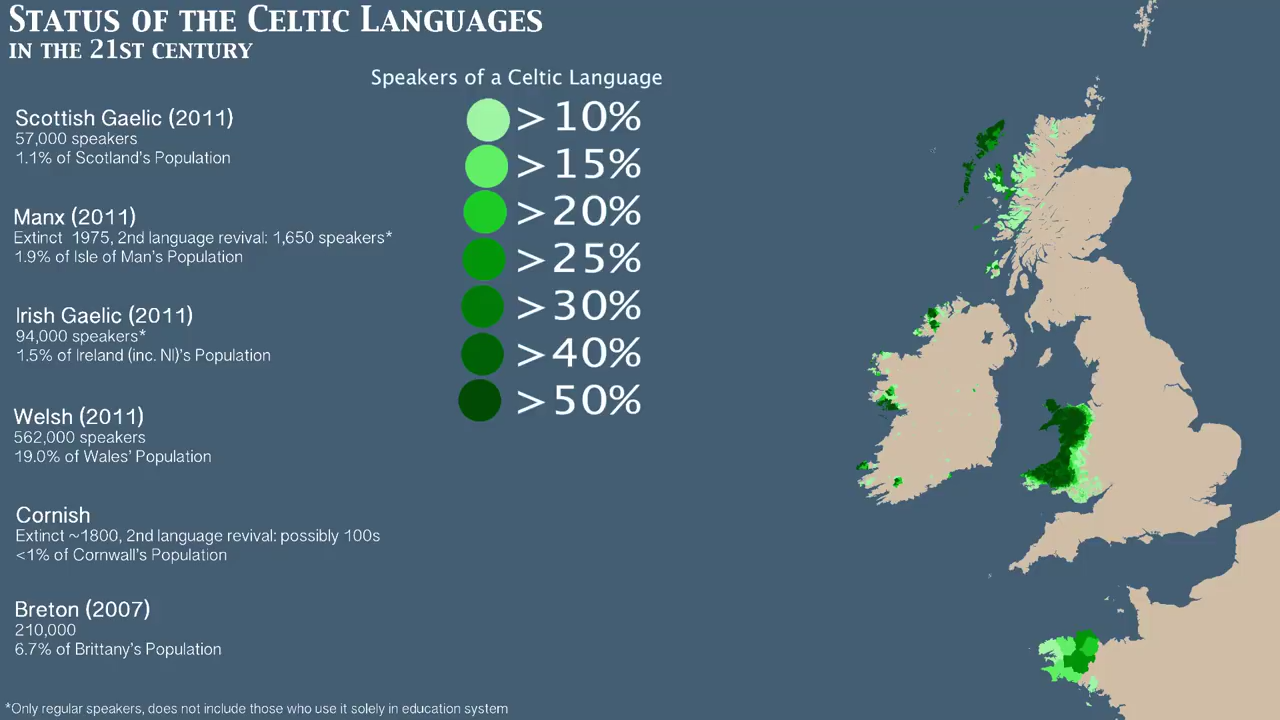 Status of the Celtic Languages
in the 21st century
Speakers of a Celtic Language
> 10%
> 15%
> 20%
> 25%
> 30%
> 40%
> 50%
Scottish Gaelic (2011)
57,000 speakers
1.1% of Scotland's Population
Manx (2011)
Extinct 1975, 2nd language revival: 1,650 speakers*
1.9% of Isle of Man's Population
Irish Gaelic (2011)
94,000 speakers*
1.5% of Ireland (inc. NI)'s Population
Welsh (2011)
562,000 speakers
19.0% of Wales' Population
Cornish
Extinct ~1800, 2nd language revival: possibly 100s
<1% of Cornwall's Population
Breton (2007)
210,000
6.7% of Brittany's Population
*Only regular speakers, does not include those who use it solely in education system